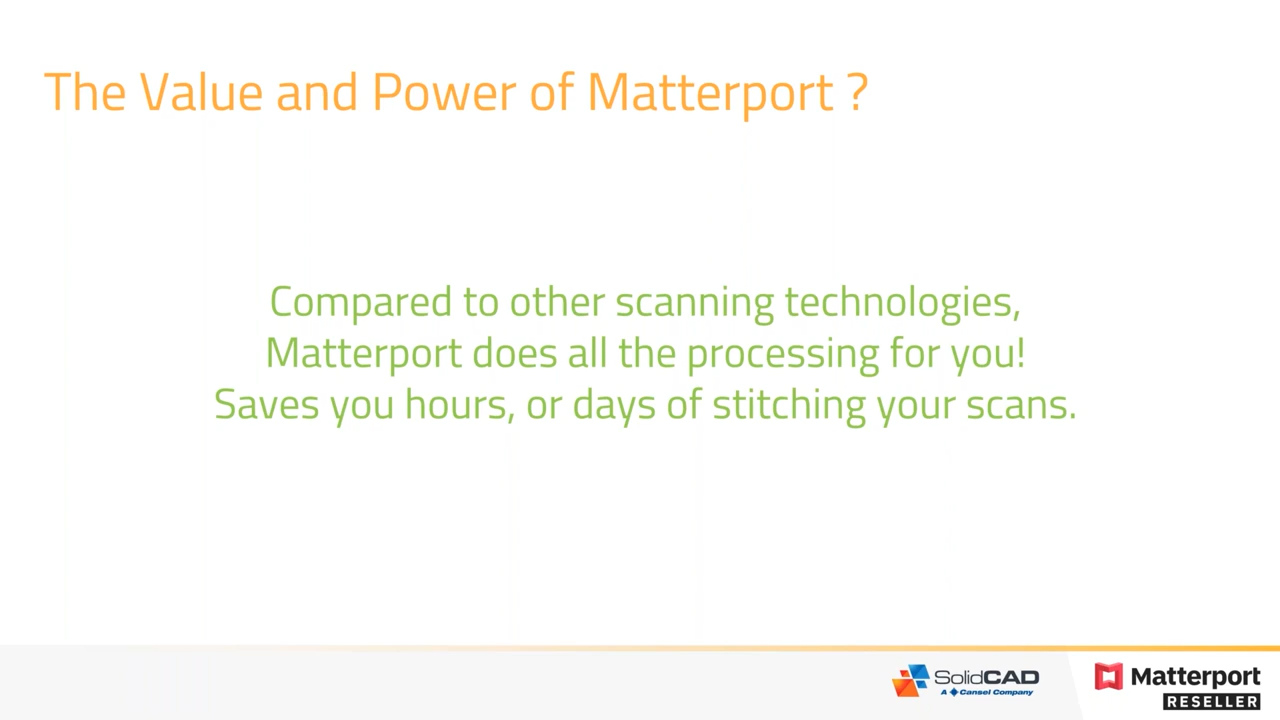 The Value and Power of Matterport ?
Compared to other scanning technologies,
Matterport does all the processing for you!
Saves you hours, or days of stitching your scans.
SolidCAD
A Cansel Company
Matterport
RESELLER